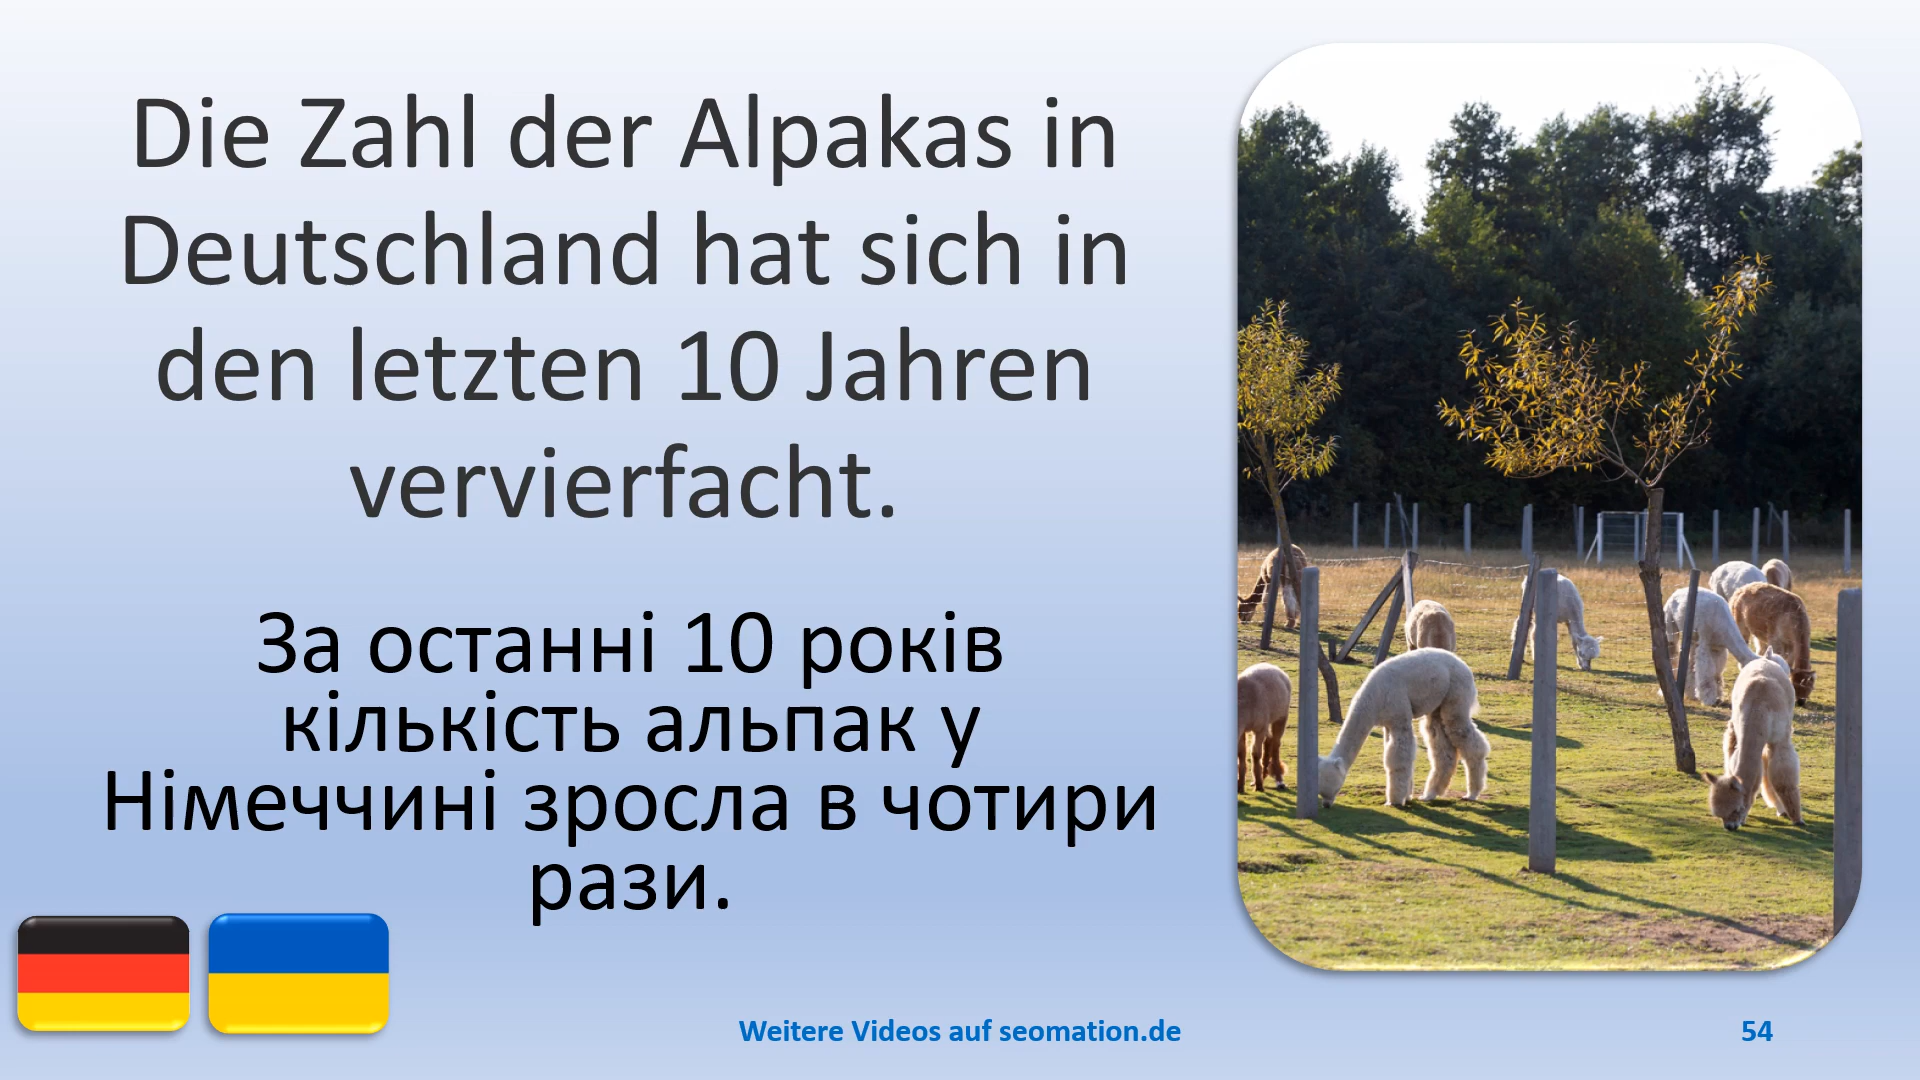 Die Zahl der Alpakas in
Deutschland hat sich in
den letzten 10 Jahren
vervierfacht.
За останні 10 років
кількість альпак у
Німеччині зросла в чотири
рази.
Weitere Videos auf seomation.de
54